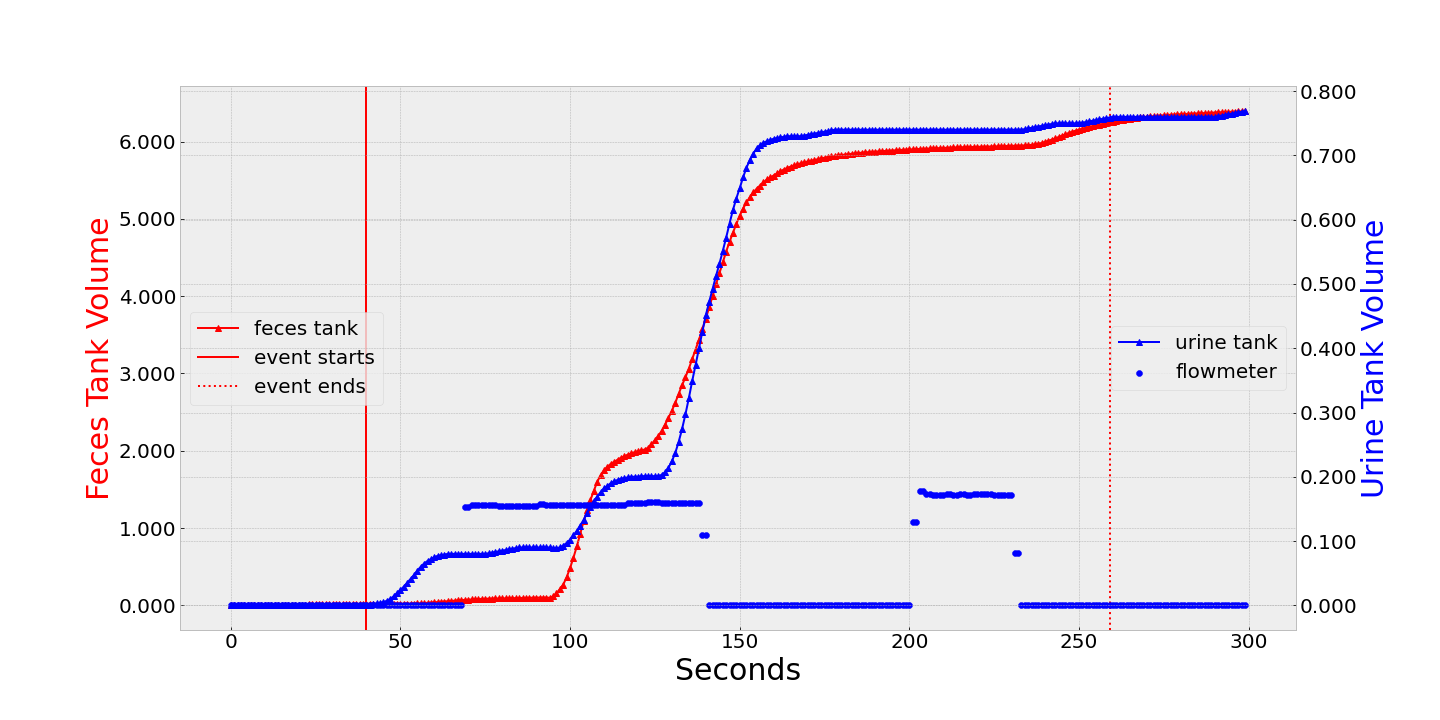 Feces Tank Volume
6.000
5.000
4.000
3.000
2.000
1.000
0.000
feces tank
event starts
event ends
0.800
0.700
0.600
0.500
0.400
0.300
0.200
0.100
0.000
Urine Tank Volume
urine tank
flowmeter
0 50 100 150 200 250 300
Seconds